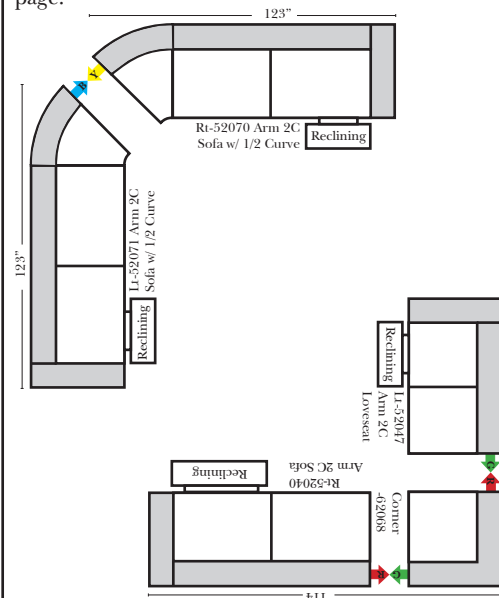 page.
123"
Y
B
Rt-52070 Arm 2C
Sofa w/ 1/2 Curve
Reclining
123"
Lt-52071 Arm 2C
Sofa w/ 1/2 Curve
Reclining
Reclining
Lt-52047
Arm 2C
Loveseat
G
R
Reclining
Rt-52040
Arm 2C Sofa
Corner
-62068
R
G